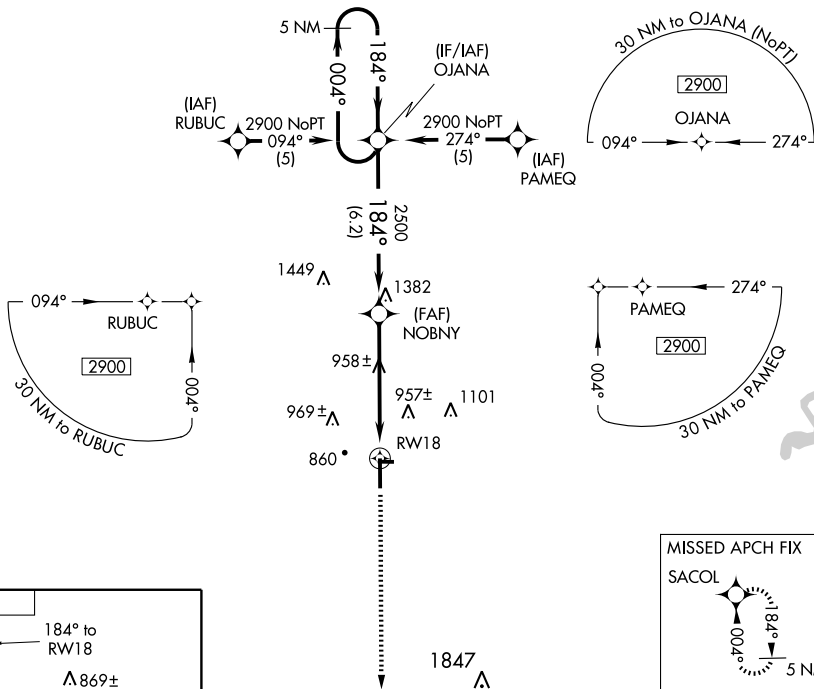 5 NM
004°
184°
(IF/IAF)
OJANA
(IAF)
RUBUC
2900 NoPT
094°
(5)
2900 NoPT
274°
(5)
(IAF)
PAMEQ
2500
184°
(6.2)
30 NM to OJANA (NoPT)
2900
OJANA
094°
274°
094°
RUBUC
2900
004°
30 NM to RUBUC
1449
1382
(FAF)
NOBNY
958±
957±
1101
969±
860
RW18
274°
PAMEQ
2900
004°
30 NM to PAMEQ
184° to
RW18
869±
1847
MISSED APCH FIX
SACOL
184°
004°
5 N